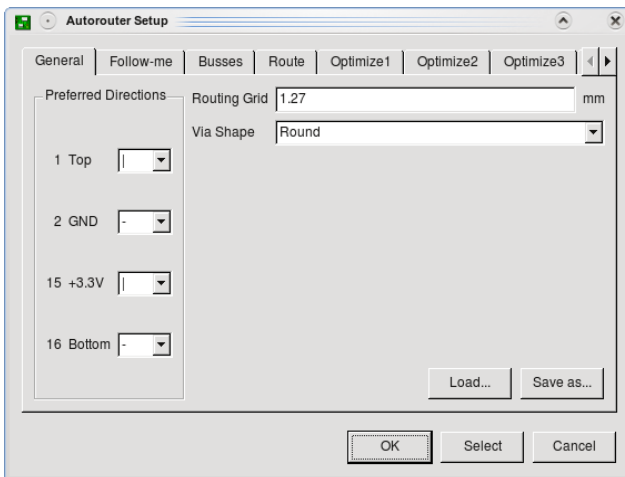 Autorouter Setup
General Follow-me Busses Route Optimize1 Optimize2 Optimize3
Preferred Directions
Routing Grid 1.27 mm
Via Shape Round
1 Top |
2 GND -
15 +3.3V |
16 Bottom -
Load... Save as...
OK Select Cancel